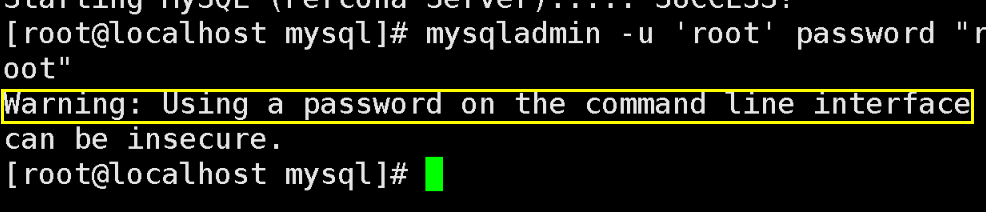 Starting MySQL (Percona Server)..... SUCCESS!
[root@localhost mysql]# mysqladmin -u 'root' password "r
oot"
Warning: Using a password on the command line interface
can be insecure.
[root@localhost mysql]#